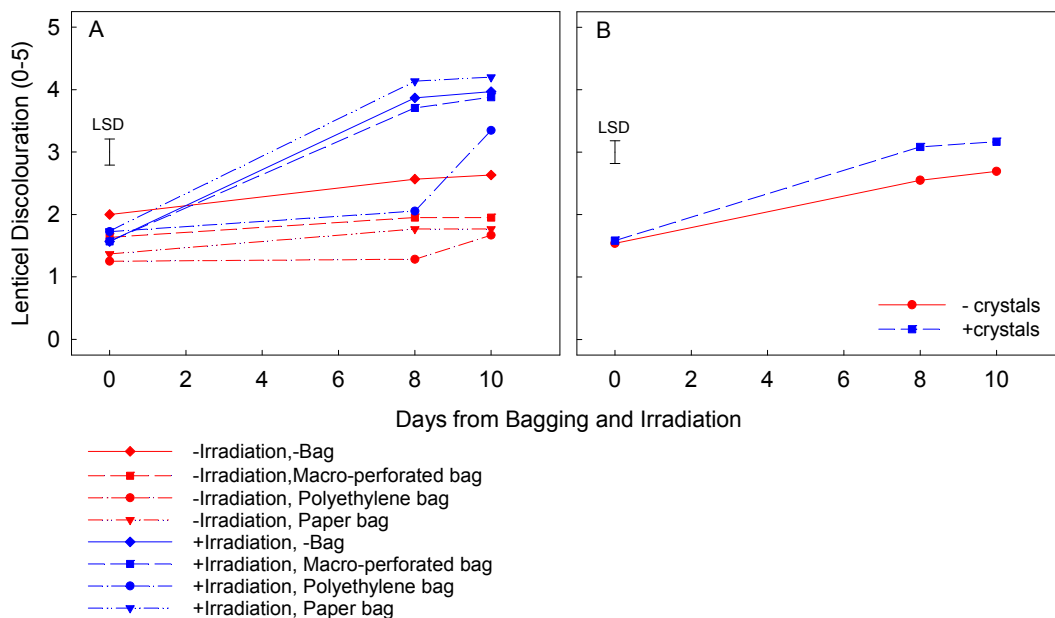 Lenticel Discolouration (0-5)
5
4
3
2
1
0
A
LSD
0
2
4
6
8
10
B
LSD
- crystals
+crystals
0
2
4
6
8
10
Days from Bagging and Irradiation
-Irradiation,-Bag
-Irradiation,Macro-perforated bag
-Irradiation, Polyethylene bag
-Irradiation, Paper bag
+Irradiation, -Bag
+Irradiation, Macro-perforated bag
+Irradiation, Polyethylene bag
+Irradiation, Paper bag